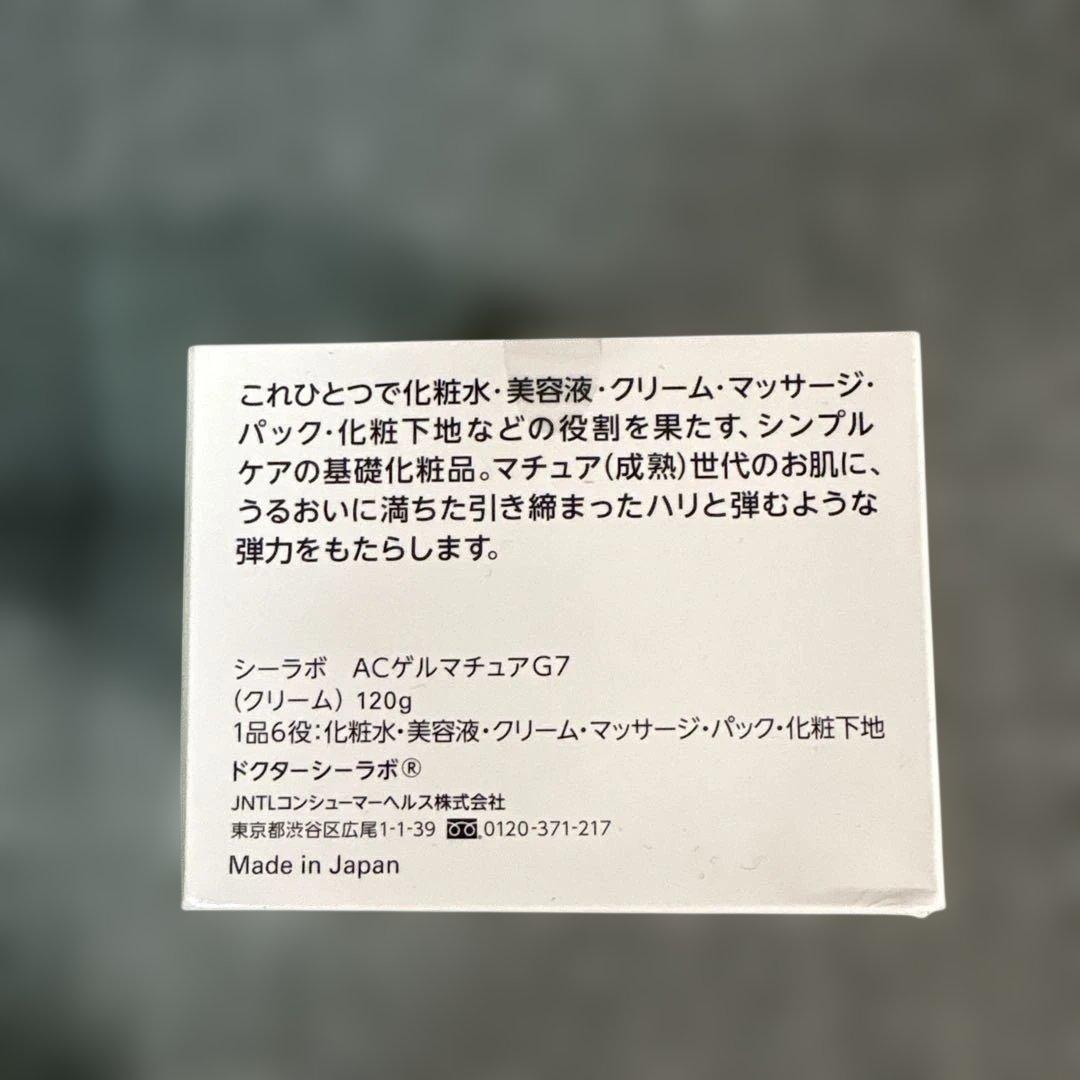 これひとつで化粧水・美容液・クリーム・マッサージ・
パック・化粧下地などの役割を果たす、シンプル
ケアの基礎化粧品。マチュア(成熟)世代のお肌に、
うるおいに満ちた引き締まったハリと弾むような
弾力をもたらします。
シーラボ ACゲルマチュアG7
(クリーム) 120g
1品6役:化粧水・美容液・クリーム・マッサージ・パック・化粧下地
ドクターシーラボ®
JNTLコンシューマーヘルス株式会社
東京都渋谷区広尾1-1-39 0120-371-217
Made in Japan